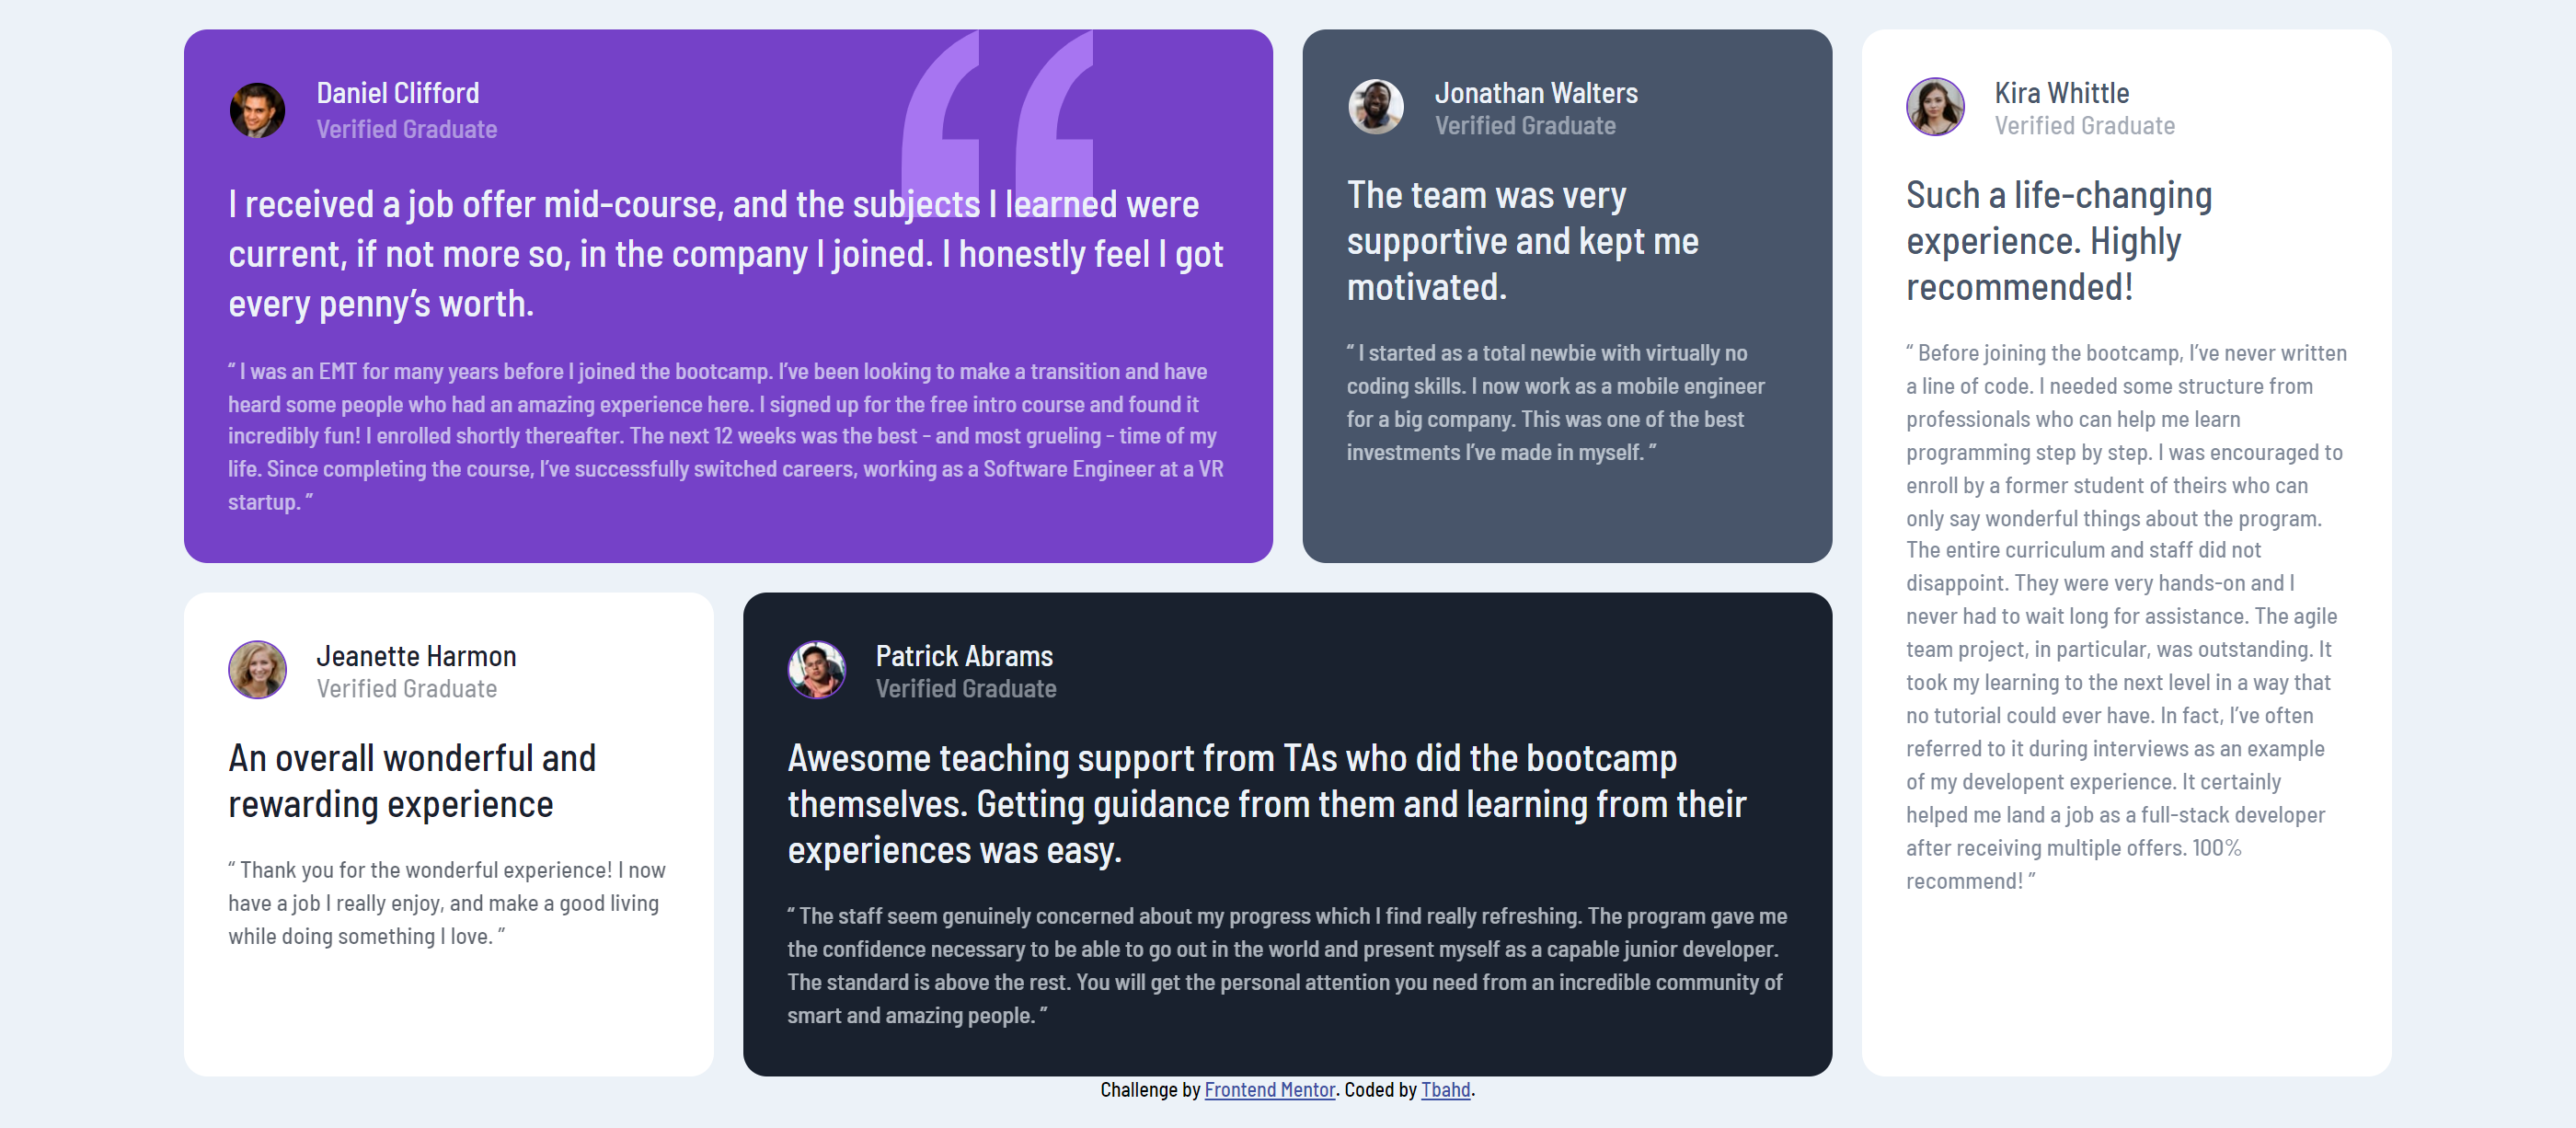 Daniel Clifford
Verified Graduate
I received a job offer mid-course, and the subjects I learned were
current, if not more so, in the company I joined. I honestly feel I got
every penny’s worth.
“ I was an EMT for many years before I joined the bootcamp. I’ve been looking to make a transition and have
heard some people who had an amazing experience here. I signed up for the free intro course and found it
incredibly fun! I enrolled shortly thereafter. The next 12 weeks was the best - and most grueling - time of my
life. Since completing the course, I’ve successfully switched careers, working as a Software Engineer at a VR
startup. ”
Jonathan Walters
Verified Graduate
The team was very
supportive and kept me
motivated.
“ I started as a total newbie with virtually no
coding skills. I now work as a mobile engineer
for a big company. This was one of the best
investments I’ve made in myself. ”
Kira Whittle
Verified Graduate
Such a life-changing
experience. Highly
recommended!
“ Before joining the bootcamp, I’ve never written
a line of code. I needed some structure from
professionals who can help me learn
programming step by step. I was encouraged to
enroll by a former student of theirs who can
only say wonderful things about the program.
The entire curriculum and staff did not
disappoint. They were very hands-on and I
never had to wait long for assistance. The agile
team project, in particular, was outstanding. It
took my learning to the next level in a way that
no tutorial could ever have. In fact, I’ve often
referred to it during interviews as an example
of my developent experience. It certainly
helped me land a job as a full-stack developer
after receiving multiple offers. 100%
recommend! ”
Jeanette Harmon
Verified Graduate
An overall wonderful and
rewarding experience
“ Thank you for the wonderful experience! I now
have a job I really enjoy, and make a good living
while doing something I love. ”
Patrick Abrams
Verified Graduate
Awesome teaching support from TAs who did the bootcamp
themselves. Getting guidance from them and learning from their
experiences was easy.
“ The staff seem genuinely concerned about my progress which I find really refreshing. The program gave me
the confidence necessary to be able to go out in the world and present myself as a capable junior developer.
The standard is above the rest. You will get the personal attention you need from an incredible community of
smart and amazing people. ”
Challenge by Frontend Mentor. Coded by Tbahd.